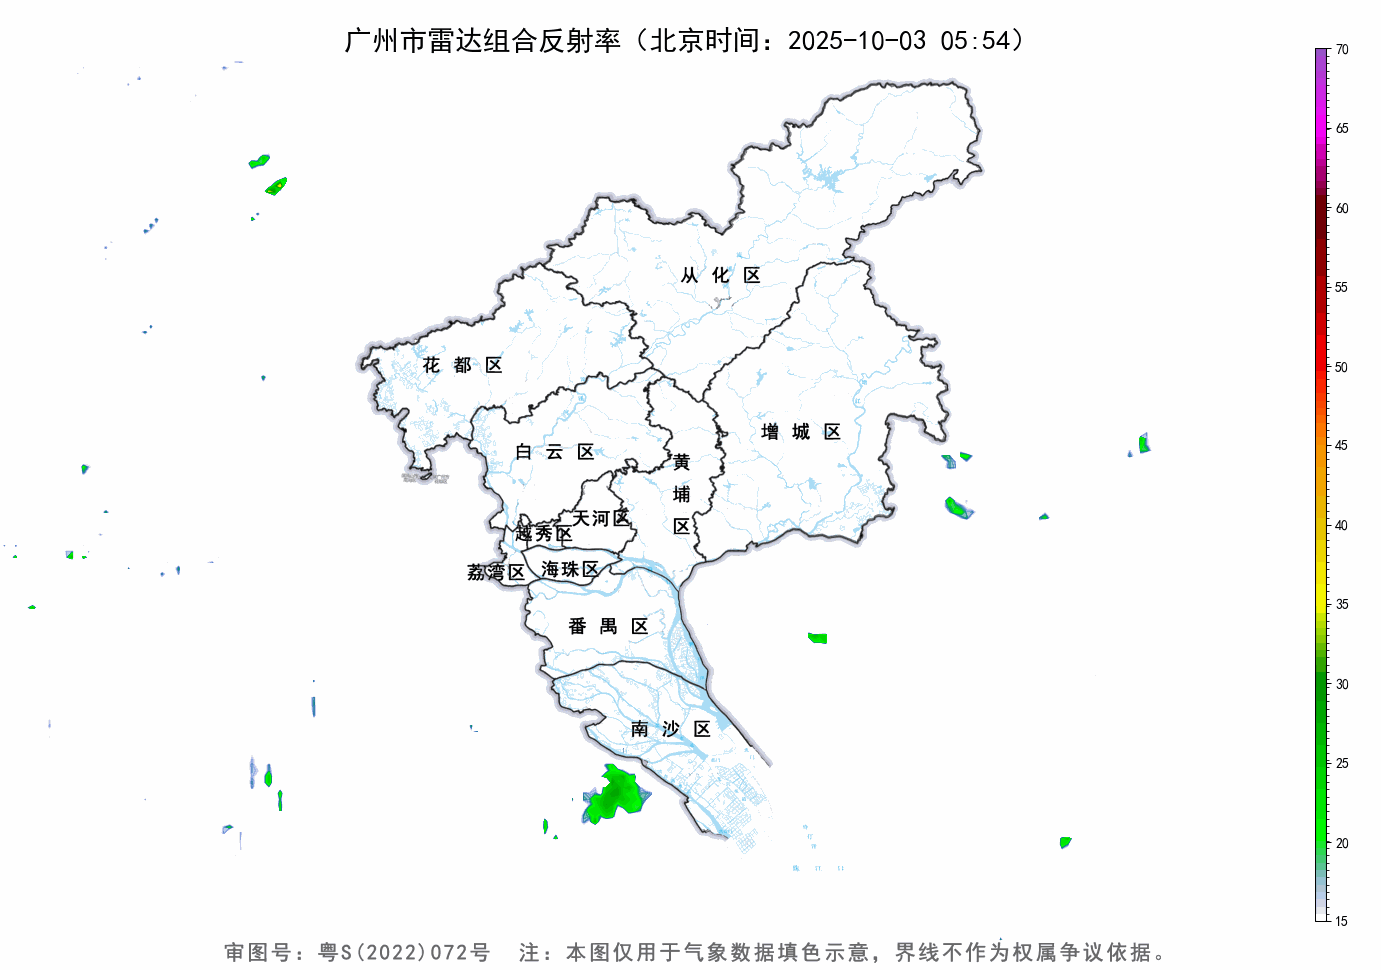 广州市雷达组合反射率（北京时间：2025-10-03 05:54）
70
65
60
55
50
45
40
35
30
25
20
15
从化区
花都区
增城区
白云区
黄埔区
天河区
越秀区
荔湾区
海珠区
番禺区
南沙区
审图号：粤S(2022)072号 注：本图仅用于气象数据填色示意，界线不作为权属争议依据。